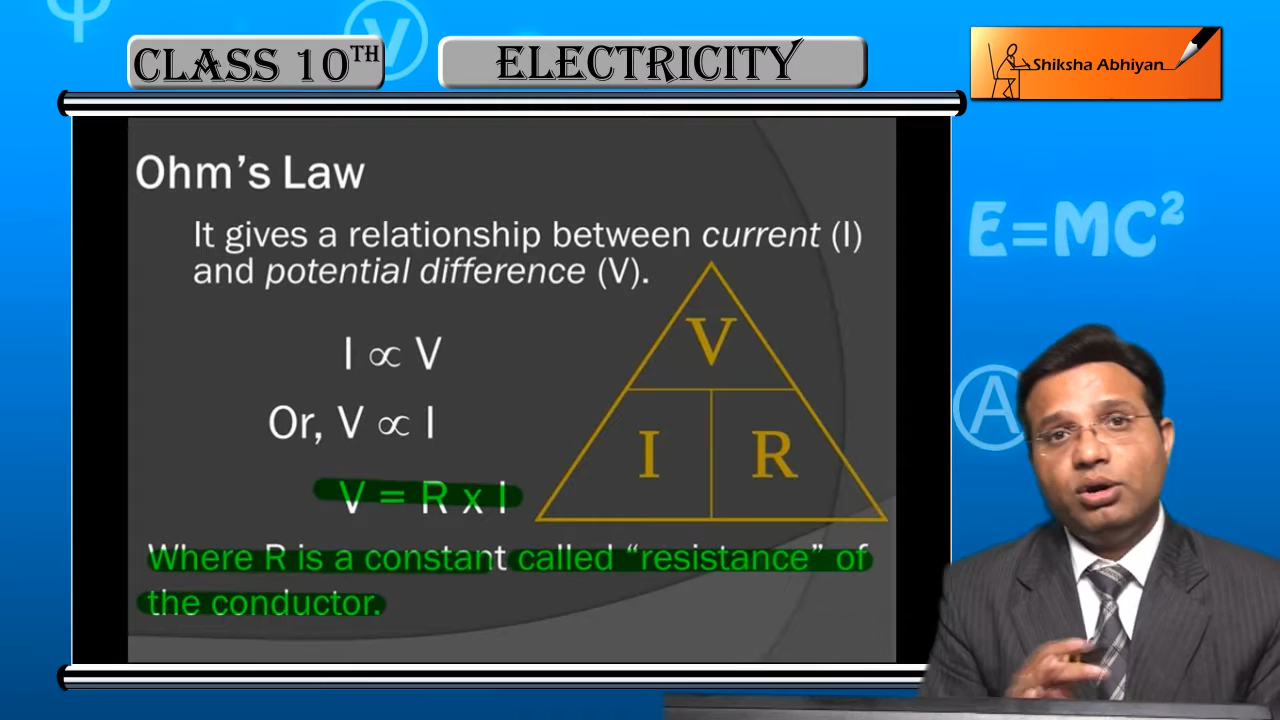 CLASS 10TH
ELECTRICITY
Shiksha Abhiyan
Ohm's Law
It gives a relationship between current (I)
and potential difference (V).
I ∝ V
Or, V ∝ I
V = R x I
Where R is a constant called “resistance” of
the conductor.
V
I R
E=MC²
A
V
φ